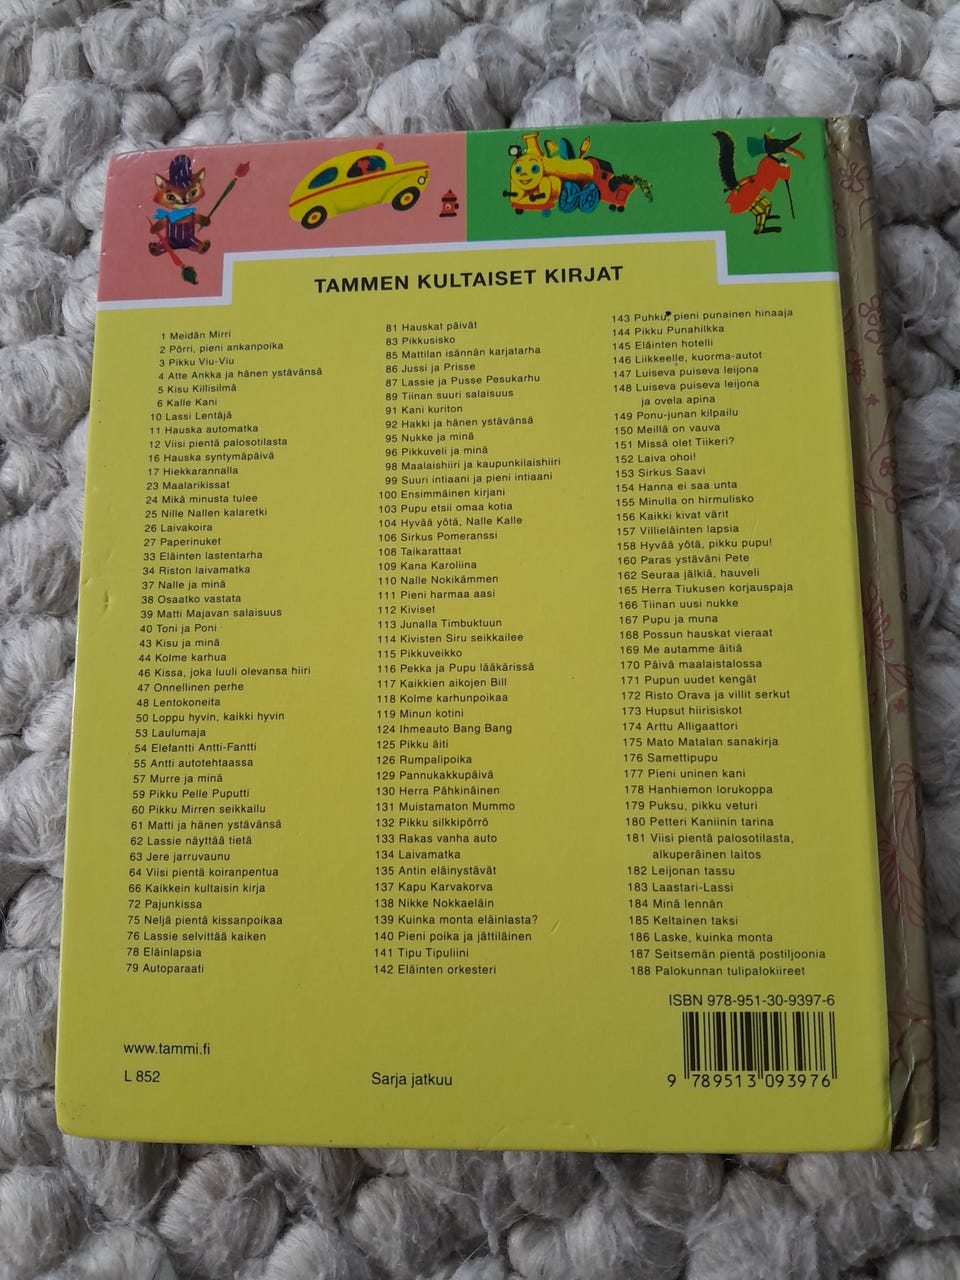 TAMMEN KULTAISET KIRJAT
1 Meidän Mirri
2 Pörri, pieni ankanpoika
3 Pikku Viu-Viu
4 Atte Ankka ja hänen ystävänsä
5 Kisu Killisilmä
6 Kalle Kani
10 Lassi Lentäjä
11 Hauska automatka
12 Viisi pientä palosotilasta
16 Hauska syntymäpäivä
17 Hiekkarannalla
23 Maalarikissat
24 Mikä minusta tulee
25 Nille Nallen kalaretki
26 Laivakoira
27 Paperinuket
33 Eläinten lastentarha
34 Riston laivamatka
37 Nalle ja minä
38 Osaatko vastata
39 Matti Majavan salaisuus
40 Toni ja Poni
43 Kisu ja minä
44 Kolme karhua
46 Kissa, joka luuli olevansa hiiri
47 Onnellinen perhe
48 Lentokoneita
50 Loppu hyvin, kaikki hyvin
53 Laulumaja
54 Elefantti Antti-Fantti
55 Antti autotehtaassa
57 Murre ja minä
59 Pikku Pelle Puputti
60 Pikku Mirren seikkailu
61 Matti ja hänen ystävänsä
62 Lassie näyttää tietä
63 Jere jarruvaunu
64 Viisi pientä koiranpentua
66 Kaikkein kultaisin kirja
72 Pajunkissa
75 Neljä pientä kissanpoikaa
76 Lassie selvittää kaiken
78 Eläinlapsia
79 Autoparaati
81 Hauskat päivät
83 Pikkusisko
85 Mattilan isännän karjatarha
86 Jussi ja Prisse
87 Lassie ja Pusse Pesukarhu
89 Tiinan suuri salaisuus
91 Kani kuriton
92 Hakki ja hänen ystävänsä
95 Nukke ja minä
96 Pikkuveli ja minä
98 Maalaishiiri ja kaupunkilaishiiri
99 Suuri intiaani ja pieni intiaani
100 Ensimmäinen kirjani
103 Pupu etsii omaa kotia
104 Hyvää yötä, Nalle Kalle
106 Sirkus Pomeranssi
108 Taikarattaat
109 Kana Karoliina
110 Nalle Nokikämmen
111 Pieni harmaa aasi
112 Kiviset
113 Junalla Timbuktuun
114 Kivisten Siru seikkailee
115 Pikkuveikko
116 Pekka ja Pupu lääkärissä
117 Kaikkien aikojen Bill
118 Kolme karhunpoikaa
119 Minun kotini
124 Ihmeauto Bang Bang
125 Pikku äiti
126 Rumpalipoika
129 Pannukakkupäivä
130 Herra Pähkinäinen
131 Muistamaton Mummo
132 Pikku silkkipörrö
133 Rakas vanha auto
134 Laivamatka
135 Antin eläinystävät
137 Kapu Karvakorva
138 Nikke Nokkaeläin
139 Kuinka monta eläinlasta?
140 Pieni poika ja jättiläinen
141 Tipu Tipuliini
142 Eläinten orkesteri
143 Puhku, pieni punainen hinaaja
144 Pikku Punahilkka
145 Eläinten hotelli
146 Liikkeelle, kuorma-autot
147 Luiseva puiseva leijona
148 Luiseva puiseva leijona
ja ovela apina
149 Ponu-junan kilpailu
150 Meillä on vauva
151 Missä olet Tiikeri?
152 Laiva ohoi!
153 Sirkus Saavi
154 Hanna ei saa unta
155 Minulla on hirmulisko
156 Kaikki kivat värit
157 Villieläinten lapsia
158 Hyvää yötä, pikku pupu!
160 Paras ystäväni Pete
162 Seuraa jälkiä, hauveli
165 Herra Tiukusen korjauspaja
166 Tiinan uusi nukke
167 Pupu ja muna
168 Possun hauskat vieraat
169 Me autamme äitiä
170 Päivä maalaistalossa
171 Pupun uudet kengät
172 Risto Orava ja villit serkut
173 Hupsut hiirisiskot
174 Arttu Alligaattori
175 Mato Matalan sanakirja
176 Samettipupu
177 Pieni uninen kani
178 Hanhiemon lorukoppa
179 Puksu, pikku veturi
180 Petteri Kaniinin tarina
181 Viisi pientä palosotilasta,
alkuperäinen laitos
182 Leijonan tassu
183 Laastari-Lassi
184 Minä lennän
185 Keltainen taksi
186 Laske, kuinka monta
187 Seitsemän pientä postiljoonia
188 Palokunnan tulipalokiireet
ISBN 978-951-30-9397-6
9 789513 093976
www.tammi.fi
L 852
Sarja jatkuu